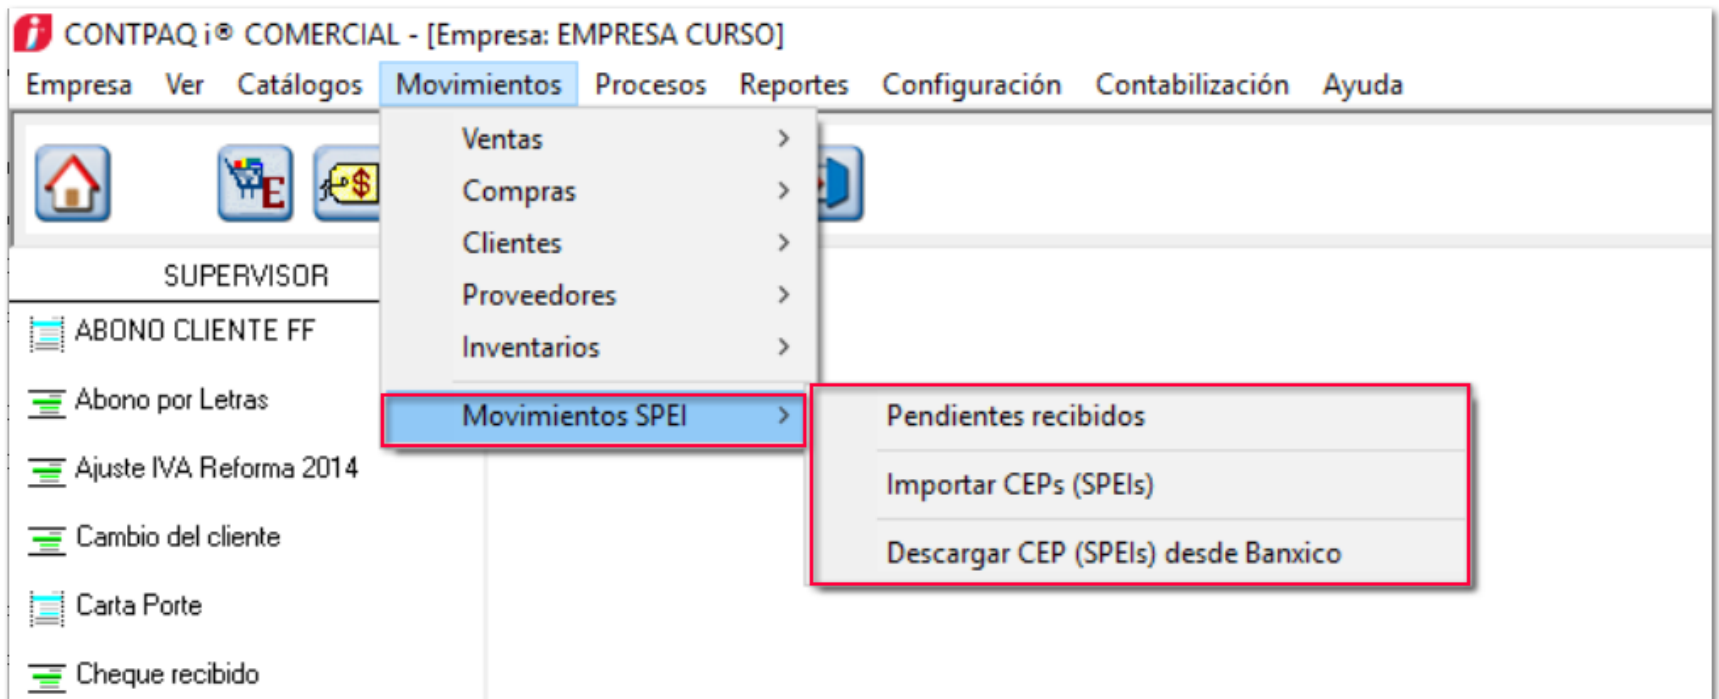 CONTPAQ i® COMERCIAL - [Empresa: EMPRESA CURSO]
Empresa Ver Catálogos Movimientos Procesos Reportes Configuración Contabilización Ayuda
Ventas
Compras
Clientes
Proveedores
Inventarios
Movimientos SPEI
Pendientes recibidos
Importar CEPs (SPEIs)
Descargar CEP (SPEIs) desde Banxico
SUPERVISOR
ABONO CLIENTE FF
Abono por Letras
Ajuste IVA Reforma 2014
Cambio del cliente
Carta Porte
Cheque recibido